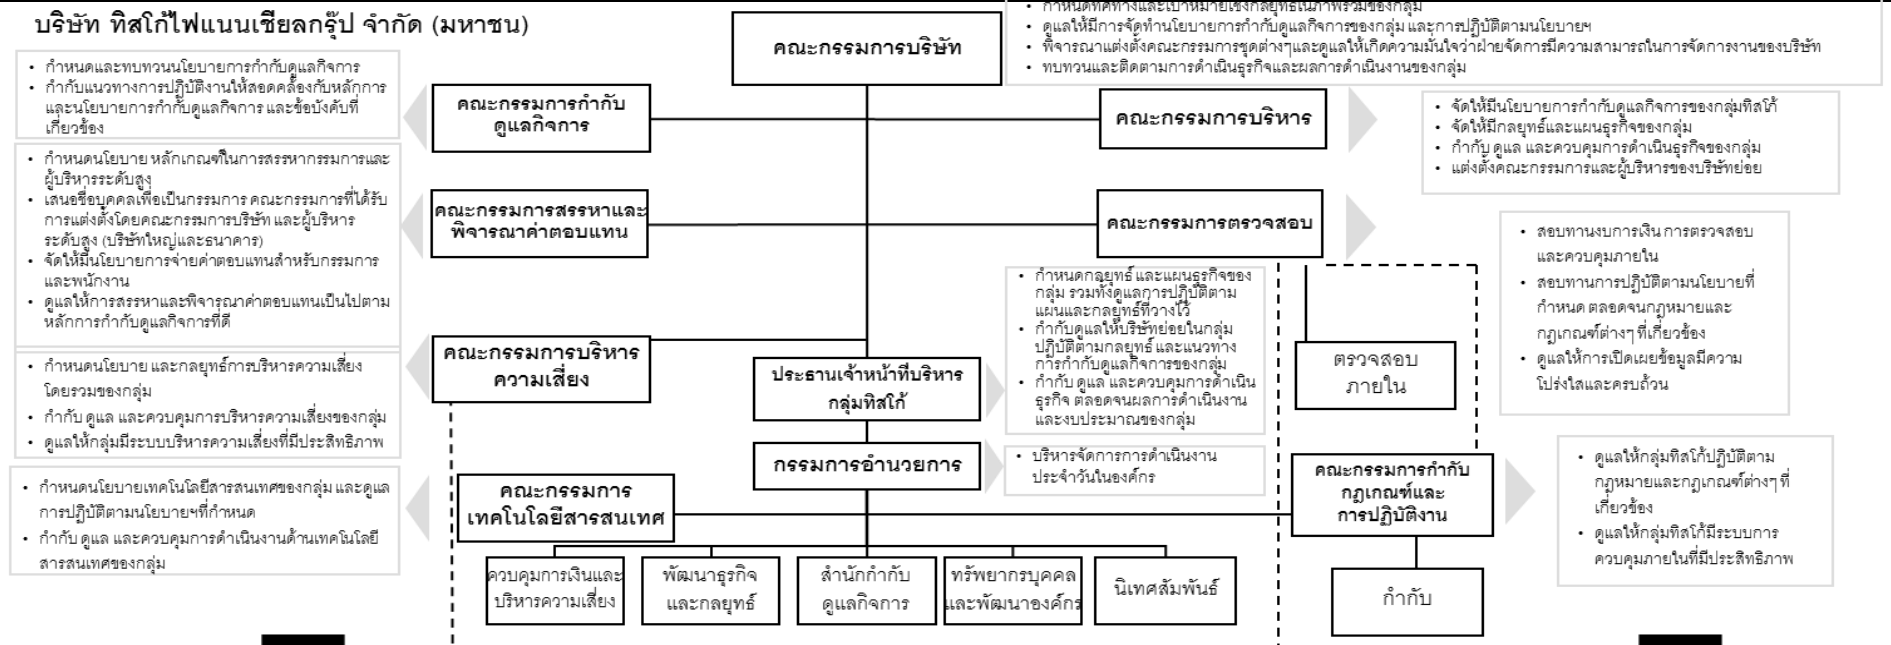 บริษัท ทิสโก้ไฟแนนเชียลกรุ๊ป จำกัด (มหาชน)
คณะกรรมการบริษัท
• กำหนดทิศทางและเป้าหมายเชิงกลยุทธ์ในภาพรวมของกลุ่ม
• ดูแลให้มีการจัดทำนโยบายการกำกับดูแลกิจการของกลุ่ม และการปฏิบัติตามนโยบายฯ
• พิจารณาแต่งตั้งคณะกรรมการชุดต่างๆและดูแลให้เกิดความมั่นใจว่าฝ่ายจัดการมีความสามารถในการจัดการงานของบริษัท
• ทบทวนและติดตามการดำเนินธุรกิจและผลการดำเนินงานของกลุ่ม
• กำหนดและทบทวนนโยบายการกำกับดูแลกิจการ
• กำกับแนวทางการปฏิบัติงานให้สอดคล้องกับหลักการ
และนโยบายการกำกับดูแลกิจการ และข้อบังคับที่
เกี่ยวข้อง
คณะกรรมการกำกับ
ดูแลกิจการ
คณะกรรมการบริหาร
• จัดให้มีนโยบายการกำกับดูแลกิจการของกลุ่มทิสโก้
• จัดให้มีกลยุทธ์และแผนธุรกิจของกลุ่ม
• กำกับ ดูแล และควบคุมการดำเนินธุรกิจของกลุ่ม
• แต่งตั้งคณะกรรมการและผู้บริหารของบริษัทย่อย
• กำหนดนโยบาย หลักเกณฑ์ในการสรรหากรรมการและ
ผู้บริหารระดับสูง
• เสนอชื่อบุคคลเพื่อเป็นกรรมการ คณะกรรมการที่ได้รับ
การแต่งตั้งโดยคณะกรรมการบริษัท และผู้บริหาร
ระดับสูง (บริษัทใหญ่และธนาคาร)
• จัดให้มีนโยบายการจ่ายค่าตอบแทนสำหรับกรรมการ
และพนักงาน
• ดูแลให้การสรรหาและพิจารณาค่าตอบแทนเป็นไปตาม
หลักการกำกับดูแลกิจการที่ดี
คณะกรรมการสรรหาและ
พิจารณาค่าตอบแทน
คณะกรรมการตรวจสอบ
• สอบทานงบการเงิน การตรวจสอบ
และควบคุมภายใน
• สอบทานการปฏิบัติตามนโยบายที่
กำหนด ตลอดจนกฎหมายและ
กฎเกณฑ์ต่างๆ ที่เกี่ยวข้อง
• ดูแลให้การเปิดเผยข้อมูลมีความ
โปร่งใสและครบถ้วน
• กำหนดกลยุทธ์ และแผนธุรกิจของ
กลุ่ม รวมทั้งดูแลการปฏิบัติตาม
แผนและกลยุทธ์ที่วางไว้
• กำกับดูแลให้บริษัทย่อยในกลุ่ม
ปฏิบัติตามกลยุทธ์ และแนวทาง
การกำกับดูแลกิจการของกลุ่ม
• กำกับ ดูแล และควบคุมการดำเนิน
ธุรกิจ ตลอดจนผลการดำเนินงาน
และงบประมาณของกลุ่ม
• กำหนดนโยบาย และกลยุทธ์การบริหารความเสี่ยง
โดยรวมของกลุ่ม
• กำกับ ดูแล และควบคุมการบริหารความเสี่ยงของกลุ่ม
• ดูแลให้กลุ่มมีระบบบริหารความเสี่ยงที่มีประสิทธิภาพ
คณะกรรมการบริหาร
ความเสี่ยง
ประธานเจ้าหน้าที่บริหาร
กลุ่มทิสโก้
ตรวจสอบ
ภายใน
กรรมการอำนวยการ
• บริหารจัดการการดำเนินงาน
ประจำวันในองค์กร
คณะกรรมการกำกับ
กฎเกณฑ์และ
การปฏิบัติงาน
• ดูแลให้กลุ่มทิสโก้ปฏิบัติตาม
กฎหมายและกฎเกณฑ์ต่างๆ ที่
เกี่ยวข้อง
• ดูแลให้กลุ่มทิสโก้มีระบบการ
ควบคุมภายในที่มีประสิทธิภาพ
• กำหนดนโยบายเทคโนโลยีสารสนเทศของกลุ่ม และดูแล
การปฏิบัติตามนโยบายฯที่กำหนด
• กำกับ ดูแล และควบคุมการดำเนินงานด้านเทคโนโลยี
สารสนเทศของกลุ่ม
คณะกรรมการ
เทคโนโลยีสารสนเทศ
ควบคุมการเงินและ
บริหารความเสี่ยง
พัฒนาธุรกิจ
และกลยุทธ์
สำนักกำกับ
ดูแลกิจการ
ทรัพยากรบุคคล
และพัฒนาองค์กร
นิเทศสัมพันธ์
กำกับ